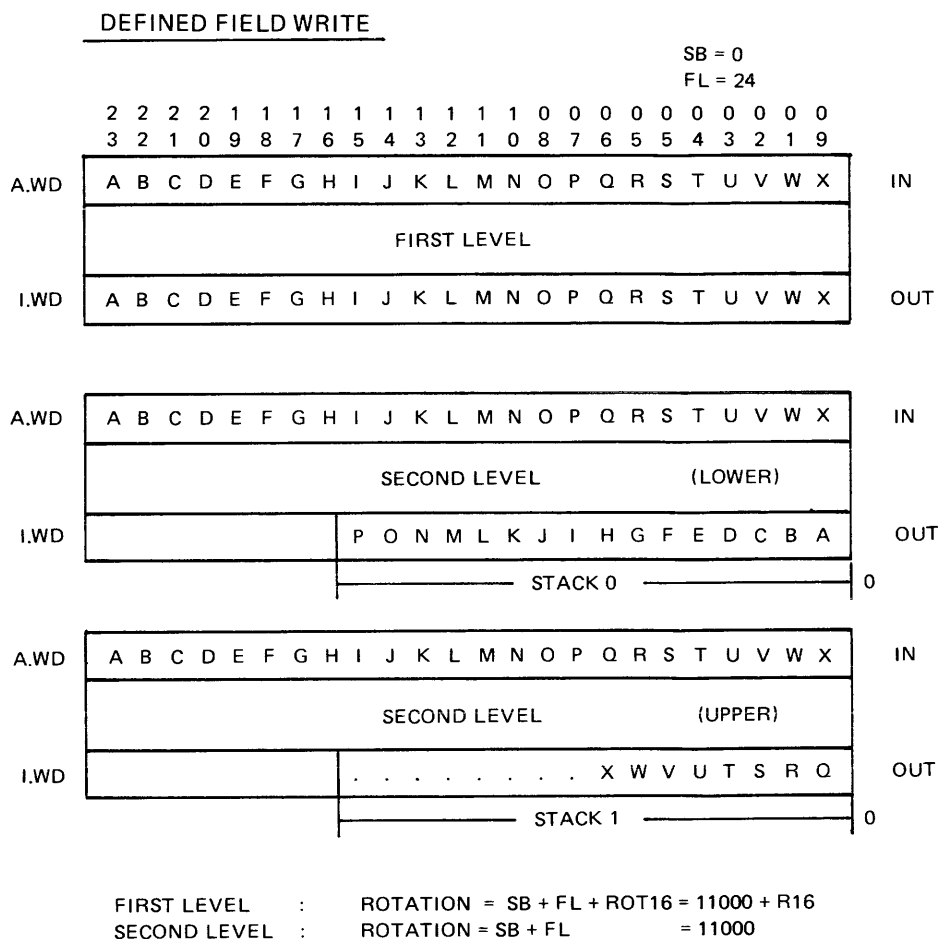 DEFINED FIELD WRITE
SB = 0
FL = 24
2 2 2 2 1 1 1 1 1 1 1 1 1 1 0 0 0 0 0 0 0 0 0 0
3 2 1 0 9 8 7 6 5 4 3 2 1 0 8 7 6 5 5 4 3 2 1 9
A.WD A B C D E F G H I J K L M N O P Q R S T U V W X IN
FIRST LEVEL
I.WD A B C D E F G H I J K L M N O P Q R S T U V W X OUT
A.WD A B C D E F G H I J K L M N O P Q R S T U V W X IN
SECOND LEVEL (LOWER)
I.WD P O N M L K J I H G F E D C B A OUT
STACK 0 0
A.WD A B C D E F G H I J K L M N O P Q R S T U V W X IN
SECOND LEVEL (UPPER)
I.WD . . . . . . . . X W V U T S R Q OUT
STACK 1 0
FIRST LEVEL : ROTATION = SB + FL + ROT16 = 11000 + R16
SECOND LEVEL : ROTATION = SB + FL = 11000